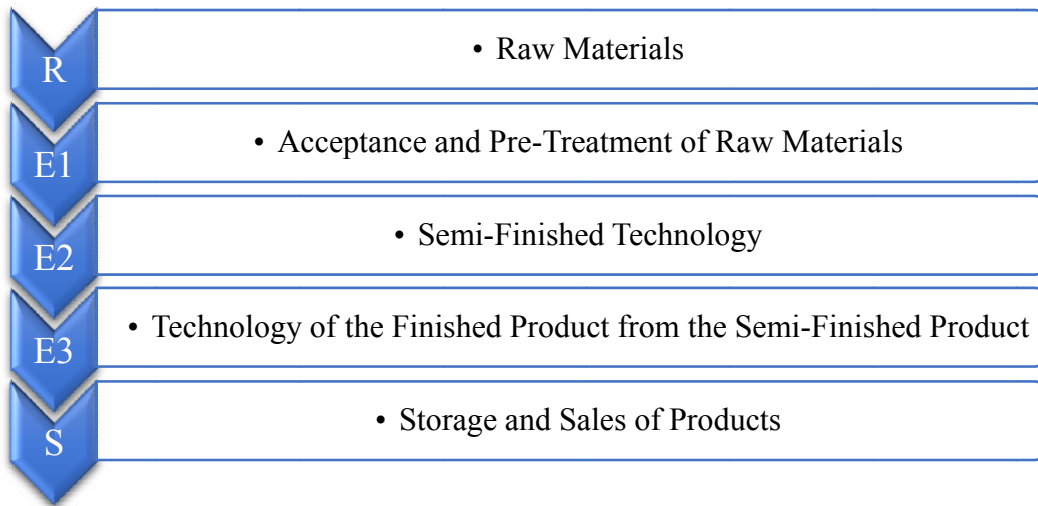 R
• Raw Materials
E1
• Acceptance and Pre-Treatment of Raw Materials
E2
• Semi-Finished Technology
E3
• Technology of the Finished Product from the Semi-Finished Product
S
• Storage and Sales of Products